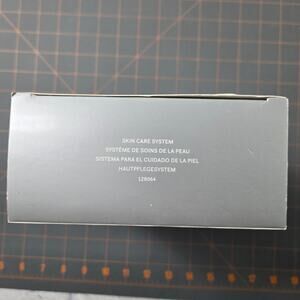 SKIN CARE SYSTEM
SYSTÈME DE SOINS DE LA PEAU
SISTEMA PARA EL CUIDADO DE LA PIEL
HAUTPFLEGESYSTEM
128064